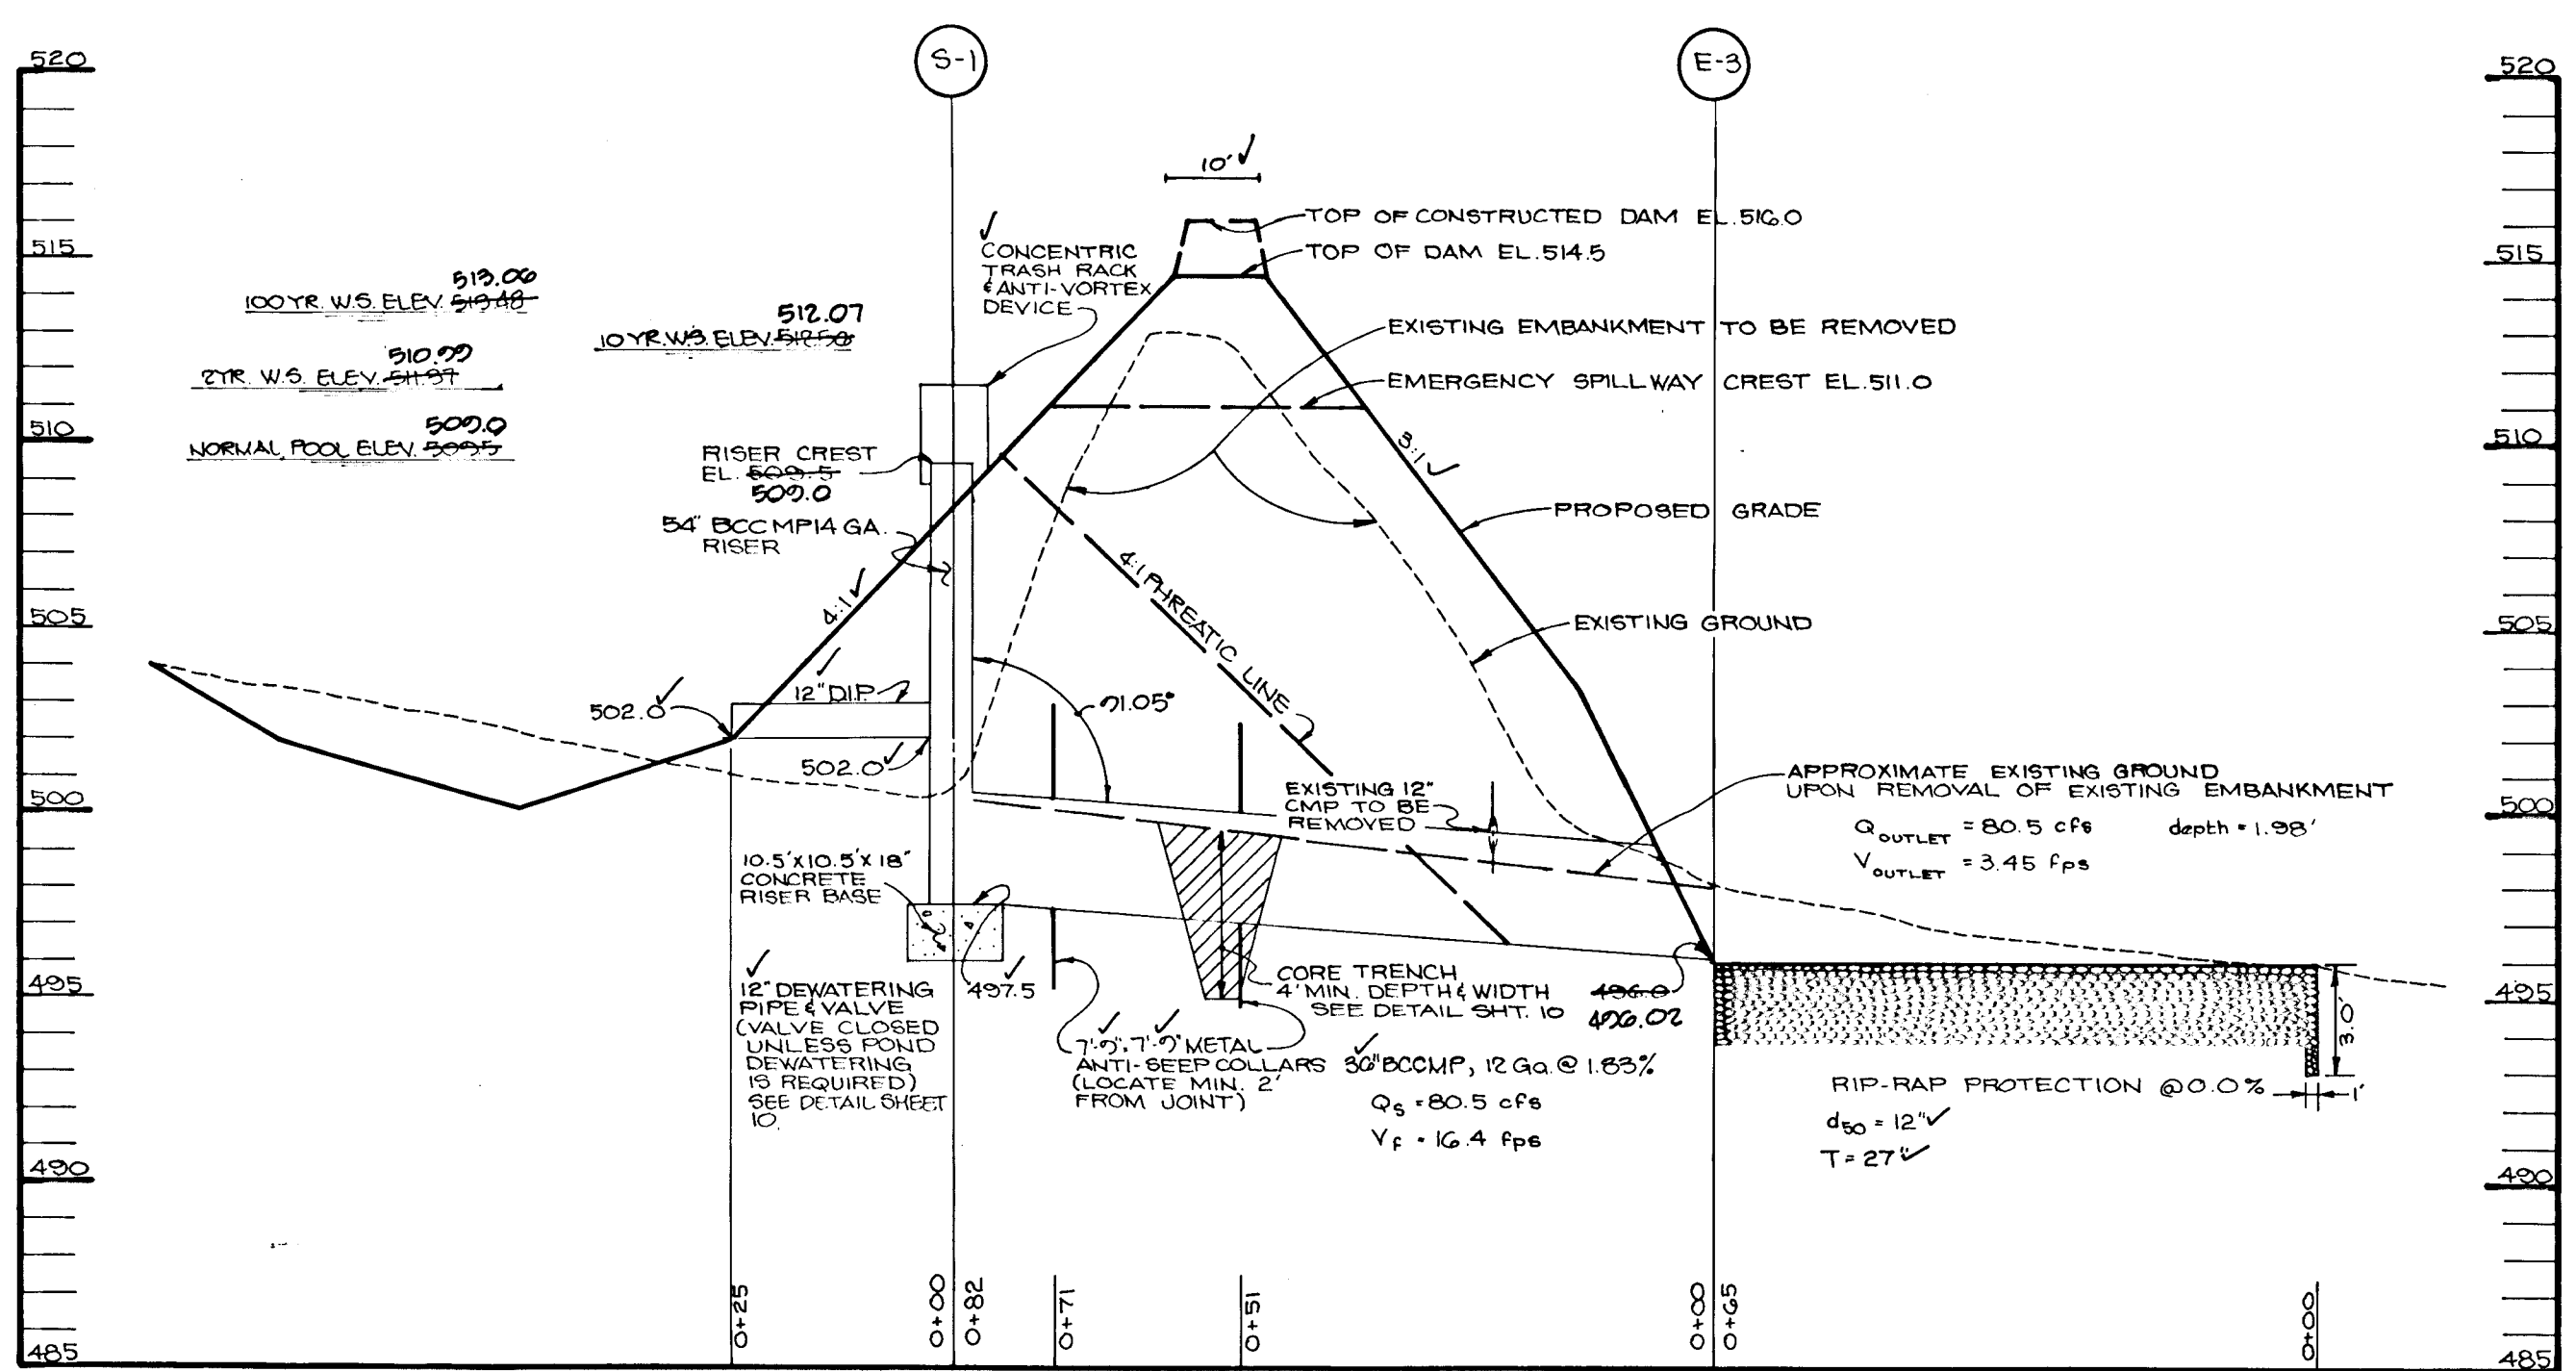 S-1
E-3
520
520
10'
TOP OF CONSTRUCTED DAM EL. 516.0
TOP OF DAM EL. 514.5
515
515
CONCENTRIC
TRASH RACK
& ANTI-VORTEX
DEVICE
513.06
100 YR. W.S. ELEV. 513.48
512.07
10 YR. W.S. ELEV. 512.58
510.99
2 YR. W.S. ELEV. 511.97
509.0
NORMAL POOL ELEV. 509.5
EXISTING EMBANKMENT TO BE REMOVED
EMERGENCY SPILLWAY CREST EL. 511.0
510
510
RISER CREST
EL. 509.5
509.0
54" BCCMP 14 GA.
RISER
3:1
PROPOSED GRADE
4:1
4:1 PHREATIC LINE
EXISTING GROUND
505
505
12" D.I.P.
91.05°
502.0
502.0
EXISTING 12"
CMP TO BE
REMOVED
APPROXIMATE EXISTING GROUND
UPON REMOVAL OF EXISTING EMBANKMENT
500
500
Q OUTLET = 80.5 cfs depth = 1.98'
V OUTLET = 3.45 fps
10.5' X 10.5' X 18"
CONCRETE
RISER BASE
497.5
12" DEWATERING
PIPE & VALVE
(VALVE CLOSED
UNLESS POND
DEWATERING
IS REQUIRED)
SEE DETAIL SHEET
10.
CORE TRENCH
4' MIN. DEPTH & WIDTH
SEE DETAIL SHT. 10
496.0
496.02
495
495
7'-9" x 7'-9" METAL
ANTI-SEEP COLLARS
(LOCATE MIN. 2'
FROM JOINT)
36" BCCMP, 12 Ga. @ 1.83%
Q5 = 80.5 cfs
Vf = 16.4 fps
3.0'
RIP-RAP PROTECTION @ 0.0%
1'
d50 = 12"
T = 27"
490
490
0+25
0+00
0+82
0+71
0+51
0+00
0+65
0+00
485
485